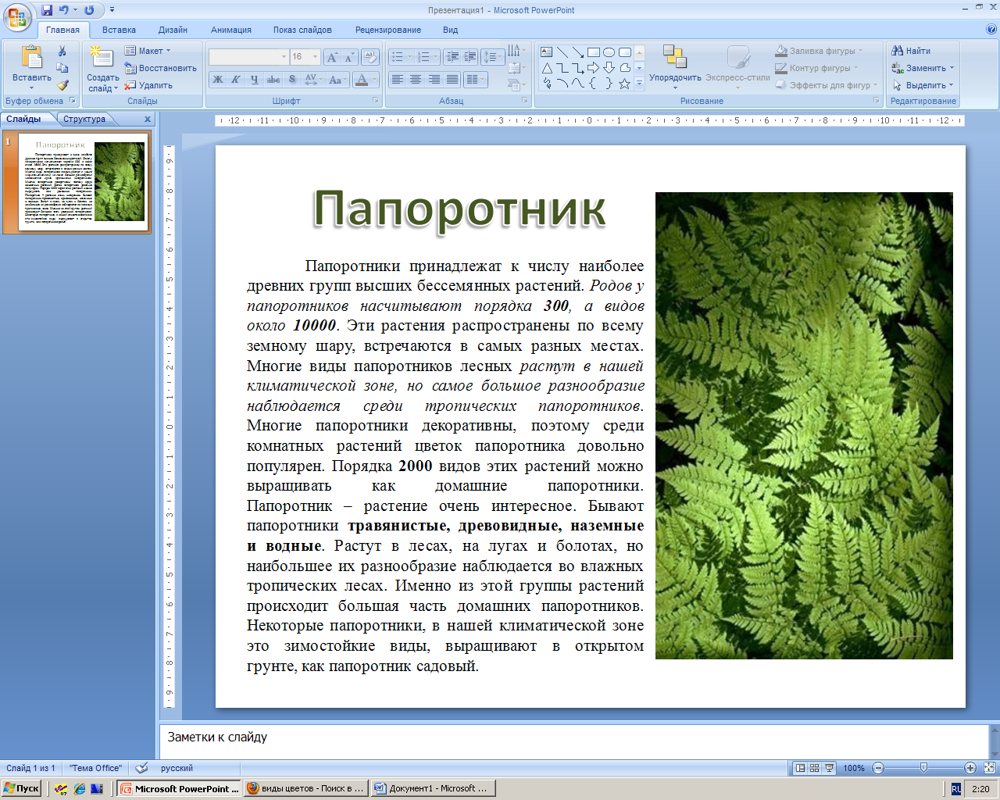 Презентация1 - Microsoft PowerPoint
Главная Вставка Дизайн Анимация Показ слайдов Рецензирование Вид
Вставить
Буфер обмена
Создать слайд
Макет
Восстановить
Удалить
Слайды
16
Ж К Ч abc S AV Aa A
Шрифт
Абзац
Упорядочить
Экспресс-стили
Заливка фигуры
Контур фигуры
Эффекты для фигур
Рисование
Найти
Заменить
Выделить
Редактирование
Слайды Структура
1
Папоротник
Папоротники принадлежат к числу наиболее
древних групп высших бессемянных растений. Родов у
папоротников насчитывают порядка 300, а видов
около 10000. Эти растения распространены по всему
земному шару, встречаются в самых разных местах.
Многие виды папоротников лесных растут в нашей
климатической зоне, но самое большое разнообразие
наблюдается среди тропических папоротников.
Многие папоротники декоративны, поэтому среди
комнатных растений цветок папоротника довольно
популярен. Порядка 2000 видов этих растений можно
выращивать как домашние папоротники.
Папоротник – растение очень интересное. Бывают
папоротники травянистые, древовидные, наземные
и водные. Растут в лесах, на лугах и болотах, но
наибольшее их разнообразие наблюдается во влажных
тропических лесах. Именно из этой группы растений
происходит большая часть домашних папоротников.
Некоторые папоротники, в нашей климатической зоне
это зимостойкие виды, выращивают в открытом
грунте, как папоротник садовый.
Заметки к слайду
Слайд 1 из 1 "Тема Office" русский 100%
Пуск Microsoft PowerPoint ... виды цветов - Поиск в ... Документ1 - Microsoft ... RU 2:20